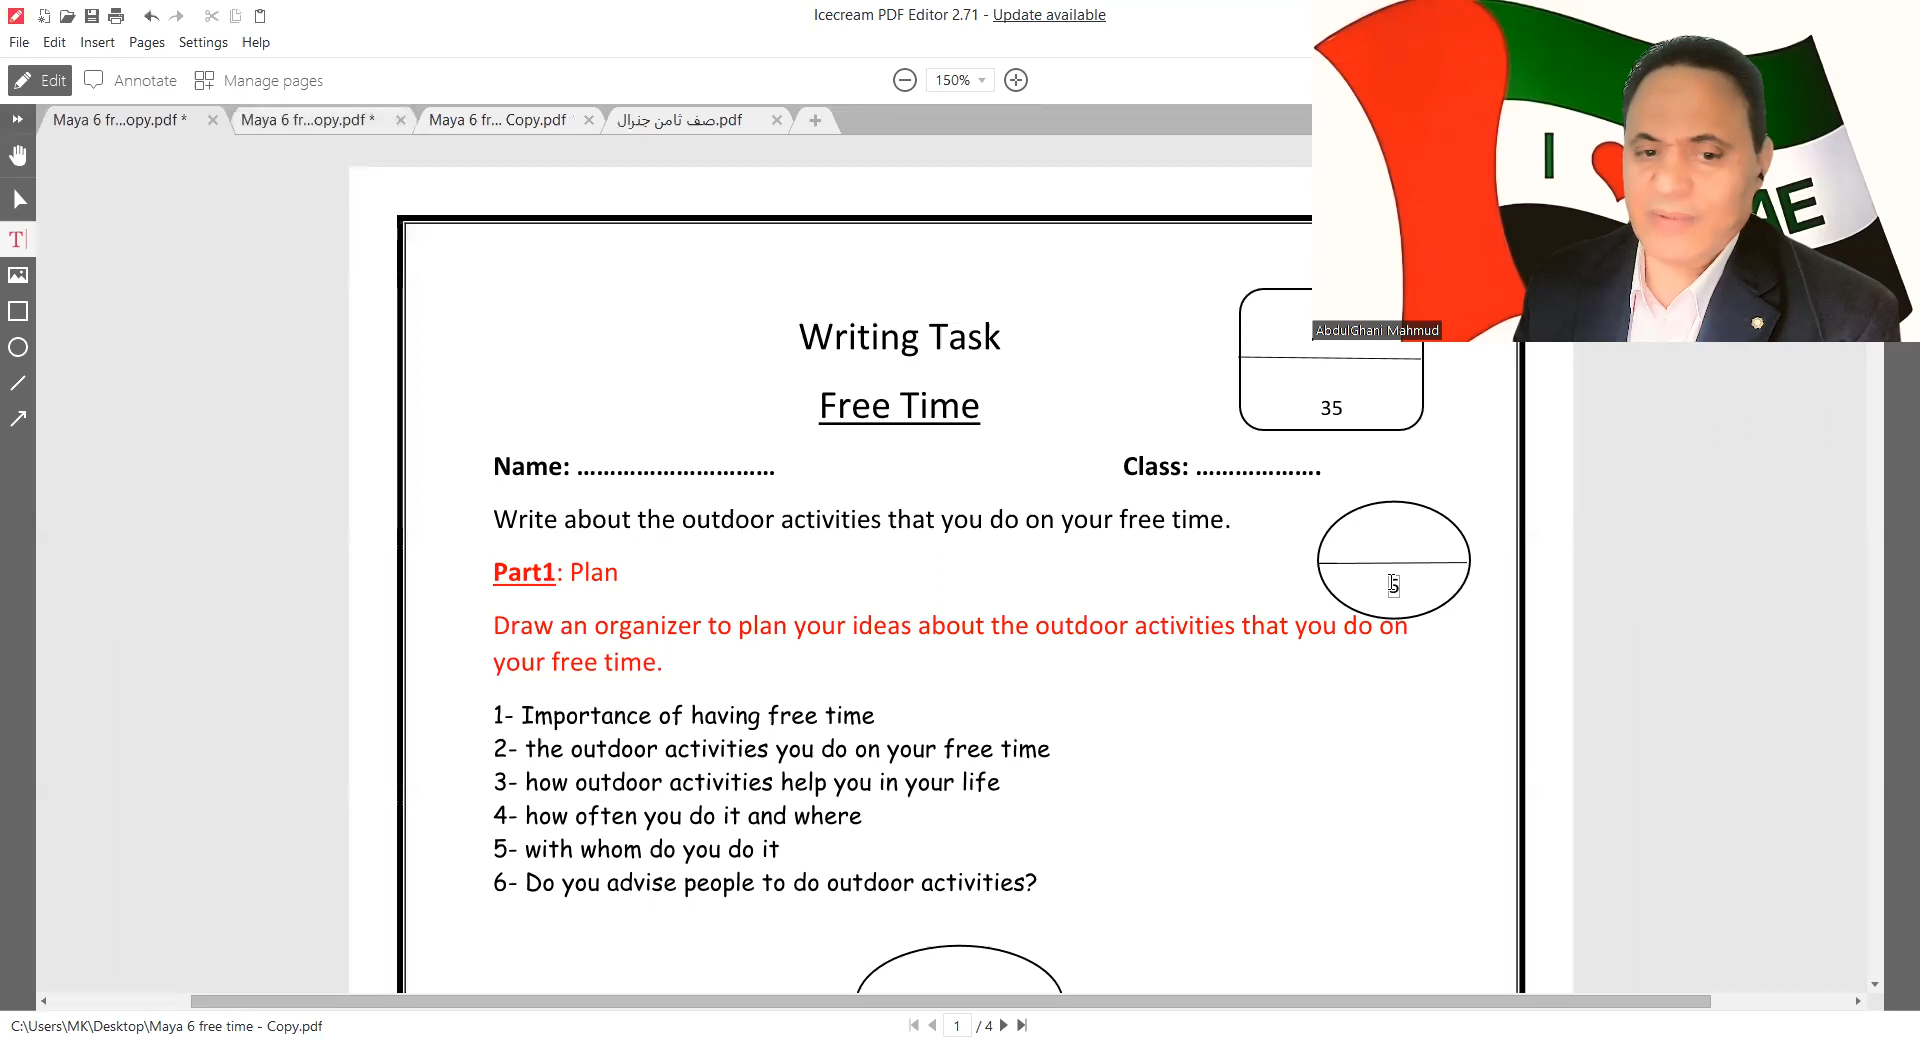 Icecream PDF Editor 2.71 - Update available
File Edit Insert Pages Settings Help
Edit Annotate Manage pages
150%
Maya 6 fr...opy.pdf *
Maya 6 fr...opy.pdf *
Maya 6 fr... Copy.pdf
صف ثامن جنرال.pdf
I
ME
AbdulGhani Mahmud
Writing Task
35
Free Time
Name: ..............................
Class: ...................
Write about the outdoor activities that you do on your free time.
Part1: Plan
5
Draw an organizer to plan your ideas about the outdoor activities that you do on
your free time.
1- Importance of having free time
2- the outdoor activities you do on your free time
3- how outdoor activities help you in your life
4- how often you do it and where
5- with whom do you do it
6- Do you advise people to do outdoor activities?
C:\Users\MK\Desktop\Maya 6 free time - Copy.pdf
1 / 4